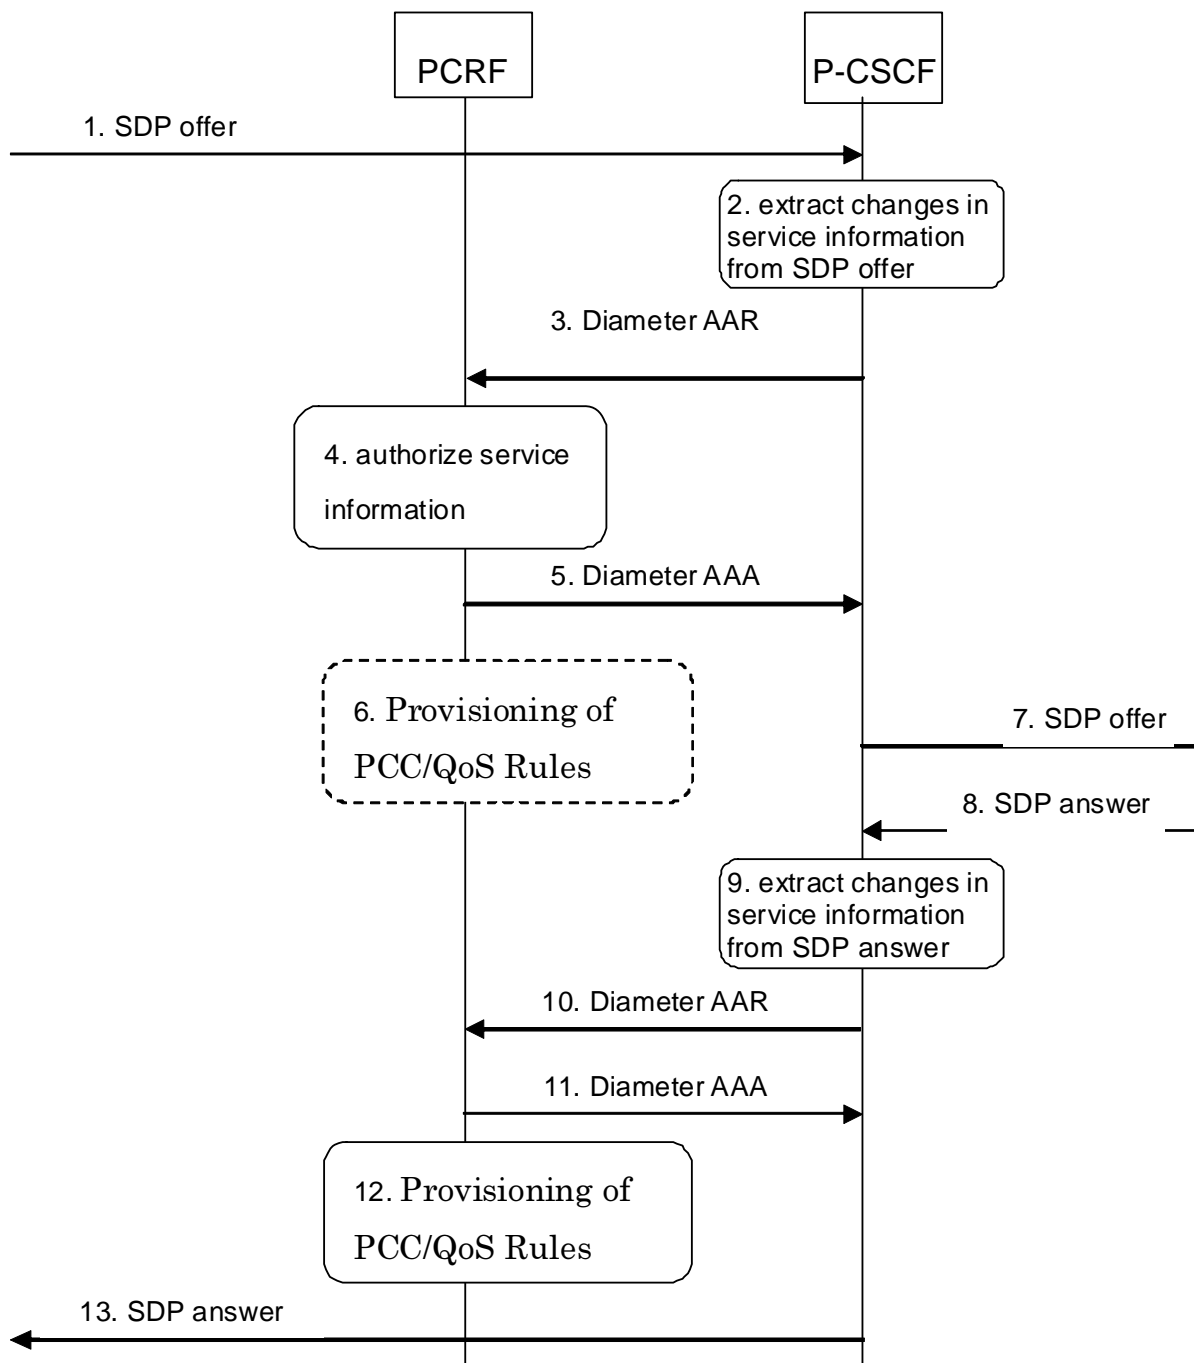 PCRF
P-CSCF
1. SDP offer
2. extract changes in
service information
from SDP offer
3. Diameter AAR
4. authorize service
information
5. Diameter AAA
6. Provisioning of
PCC/QoS Rules
7. SDP offer
8. SDP answer
9. extract changes in
service information
from SDP answer
10. Diameter AAR
11. Diameter AAA
12. Provisioning of
PCC/QoS Rules
13. SDP answer